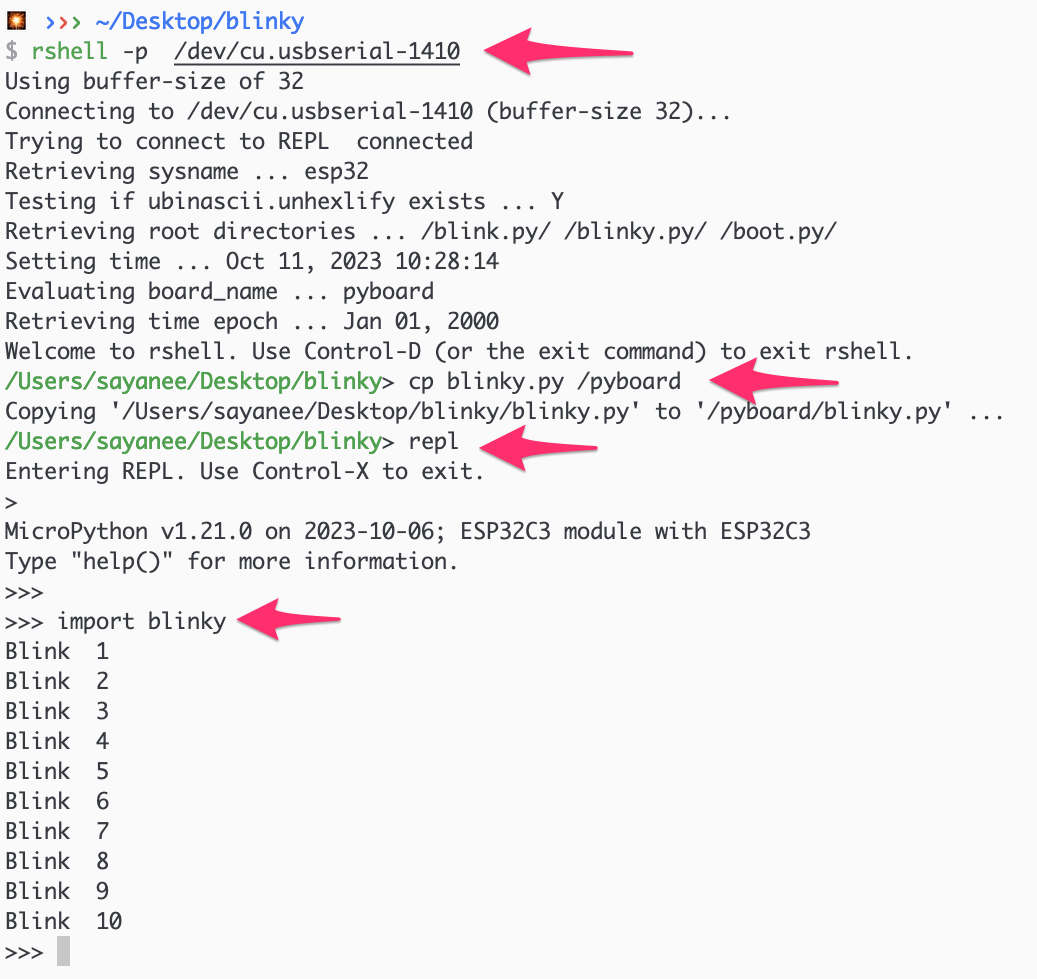 ››› ~/Desktop/blinky
$ rshell -p  /dev/cu.usbserial-1410
Using buffer-size of 32
Connecting to /dev/cu.usbserial-1410 (buffer-size 32)...
Trying to connect to REPL  connected
Retrieving sysname ... esp32
Testing if ubinascii.unhexlify exists ... Y
Retrieving root directories ... /blink.py/ /blinky.py/ /boot.py/
Setting time ... Oct 11, 2023 10:28:14
Evaluating board_name ... pyboard
Retrieving time epoch ... Jan 01, 2000
Welcome to rshell. Use Control-D (or the exit command) to exit rshell.
/Users/sayanee/Desktop/blinky> cp blinky.py /pyboard
Copying '/Users/sayanee/Desktop/blinky/blinky.py' to '/pyboard/blinky.py' ...
/Users/sayanee/Desktop/blinky> repl
Entering REPL. Use Control-X to exit.
>
MicroPython v1.21.0 on 2023-10-06; ESP32C3 module with ESP32C3
Type "help()" for more information.
>>>
>>> import blinky
Blink  1
Blink  2
Blink  3
Blink  4
Blink  5
Blink  6
Blink  7
Blink  8
Blink  9
Blink  10
>>>